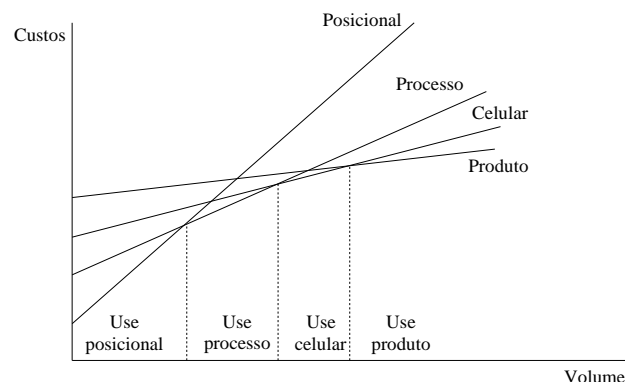 Custos
Posicional
Processo
Celular
Produto
Use
posicional
Use
processo
Use
celular
Use
produto
Volume